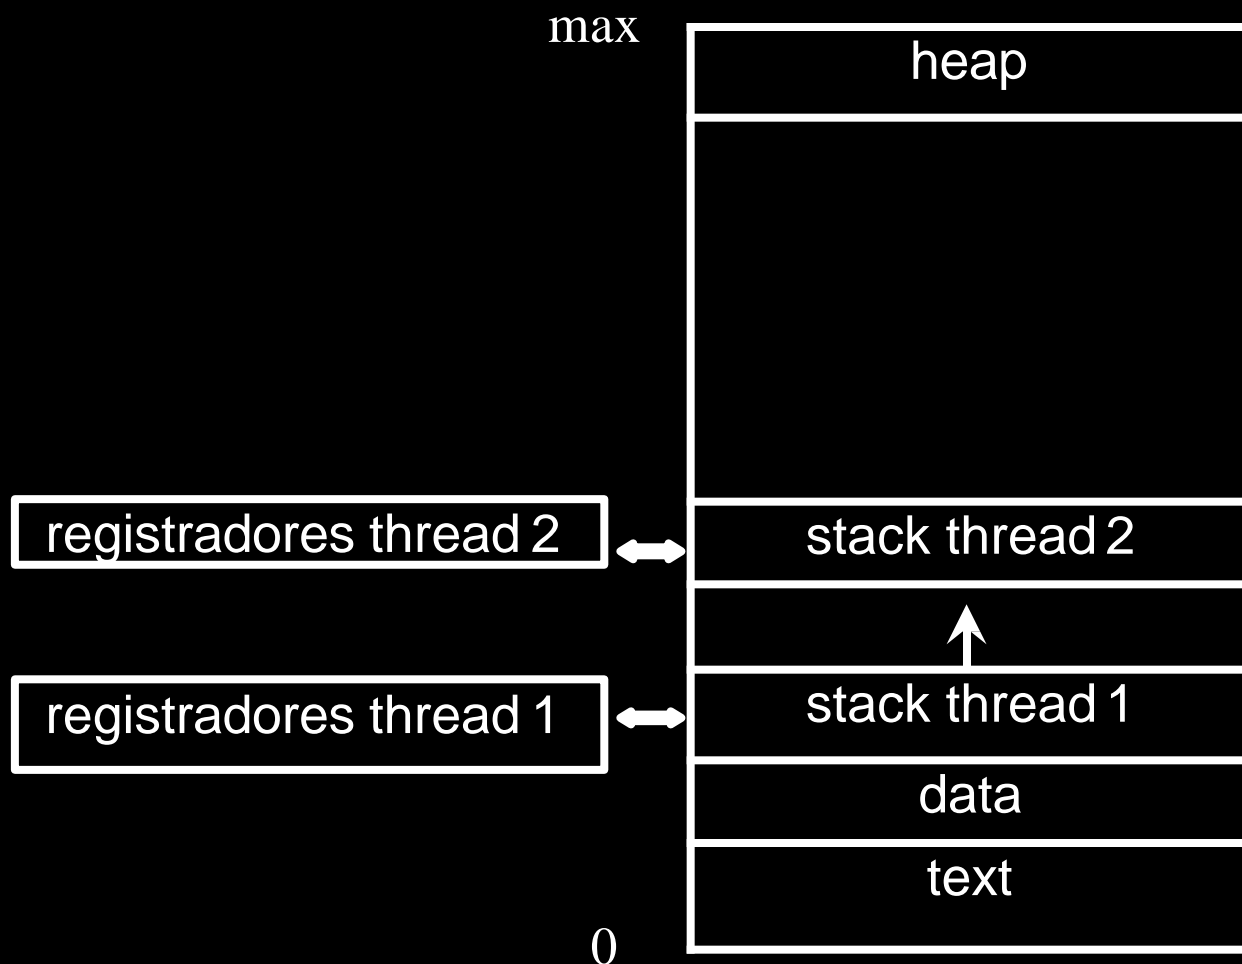 max
heap
registradores thread 2
stack thread 2
registradores thread 1
stack thread 1
data
text
0